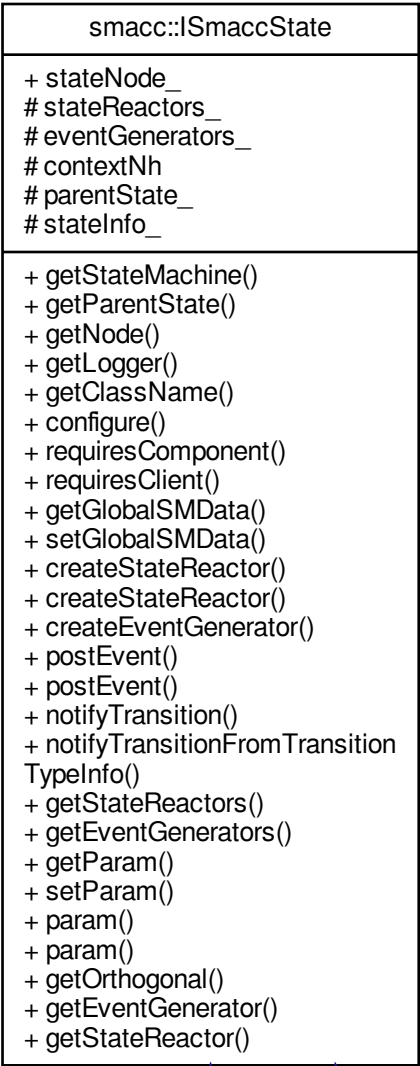 smacc::ISmaccState
+ stateNode_
# stateReactors_
# eventGenerators_
# contextNh
# parentState_
# stateInfo_
+ getStateMachine()
+ getParentState()
+ getNode()
+ getLogger()
+ getClassName()
+ configure()
+ requiresComponent()
+ requiresClient()
+ getGlobalSMData()
+ setGlobalSMData()
+ createStateReactor()
+ createStateReactor()
+ createEventGenerator()
+ postEvent()
+ postEvent()
+ notifyTransition()
+ notifyTransitionFromTransition
TypeInfo()
+ getStateReactors()
+ getEventGenerators()
+ getParam()
+ setParam()
+ param()
+ param()
+ getOrthogonal()
+ getEventGenerator()
+ getStateReactor()